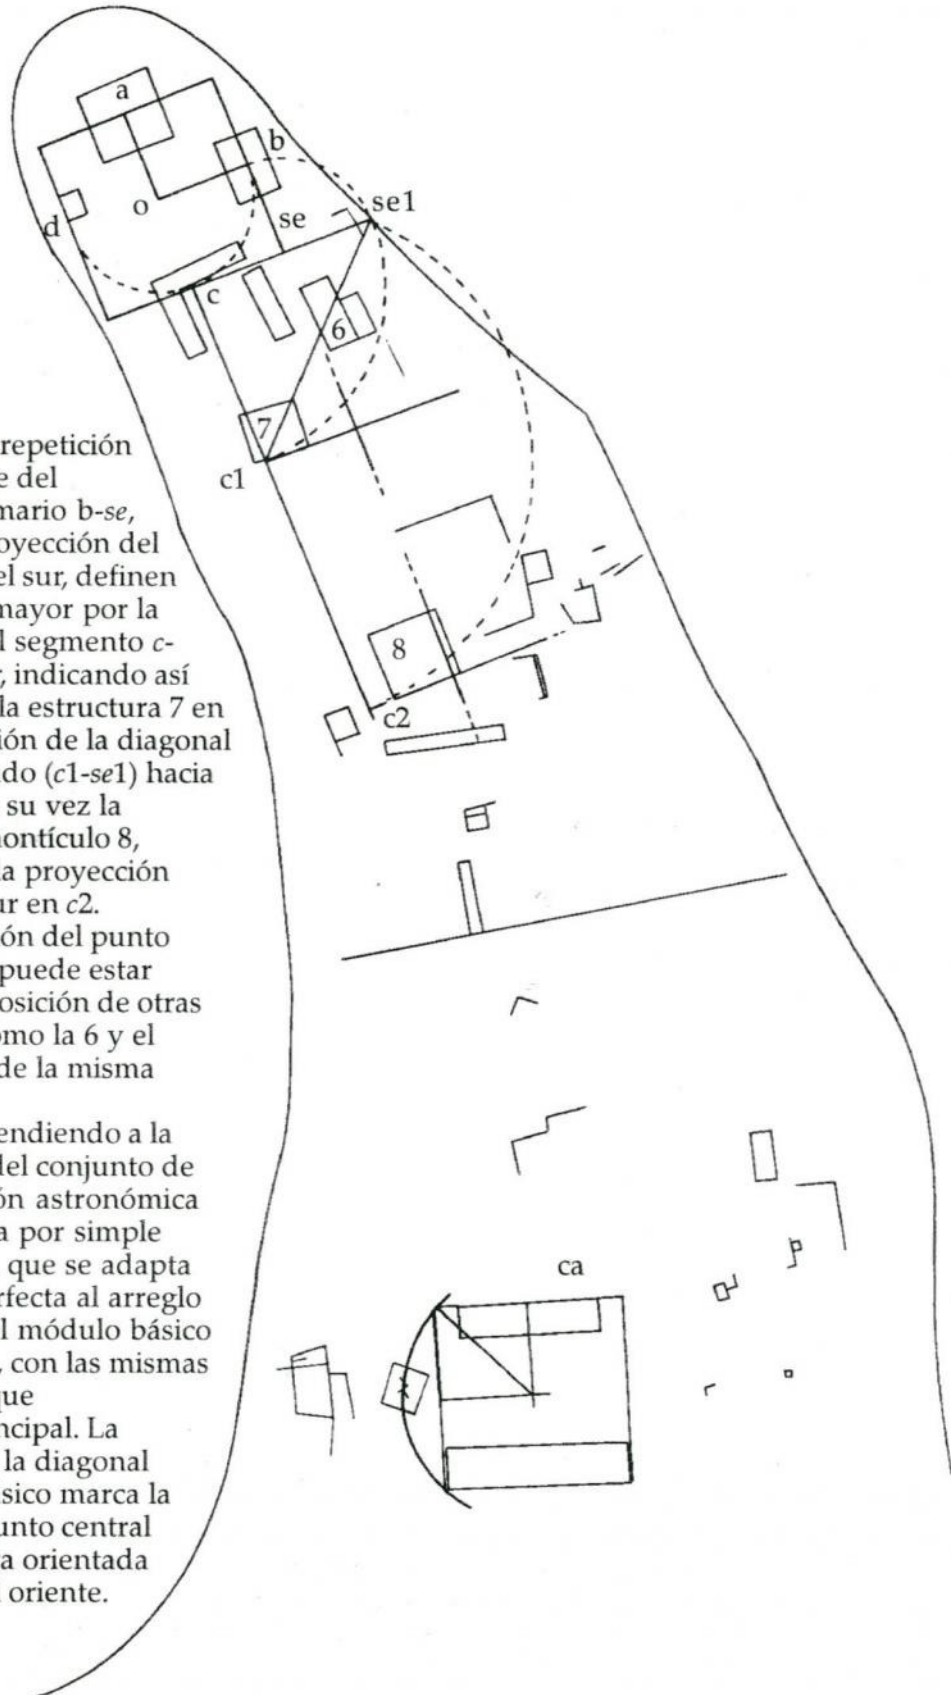 a
b
d
o
se
se1
c
6
7
c1
8
c2
ca
repetición
e del
mario b-se,
oyección del
el sur, definen
mayor por la
l segmento c-
r, indicando así
la estructura 7 en
ión de la diagonal
do (c1-se1) hacia
su vez la
nontículo 8,
la proyección
ur en c2.
ón del punto
puede estar
osición de otras
omo la 6 y el
de la misma
endiendo a la
del conjunto de
ón astronómica
a por simple
que se adapta
rfecta al arreglo
l módulo básico
, con las mismas
que
ncipal. La
la diagonal
sico marca la
unto central
a orientada
oriente.